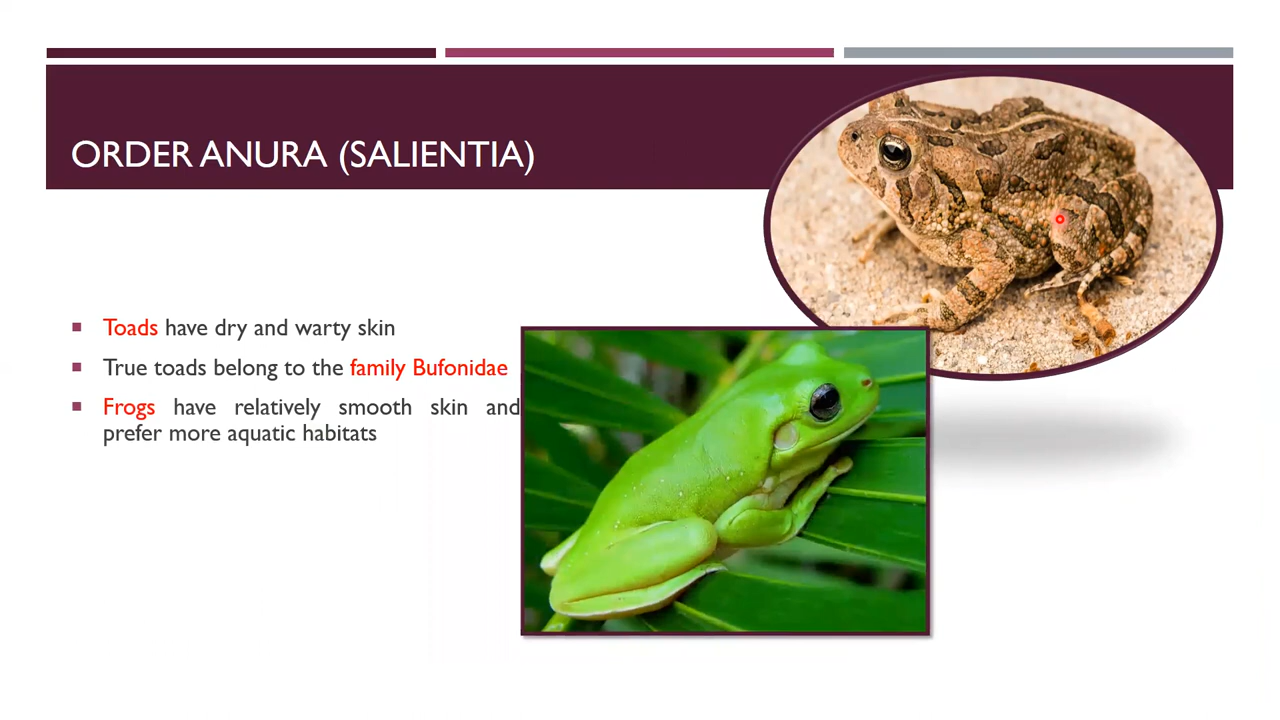 ORDER ANURA (SALIENTIA)
Toads have dry and warty skin
True toads belong to the family Bufonidae
Frogs have relatively smooth skin and
prefer more aquatic habitats